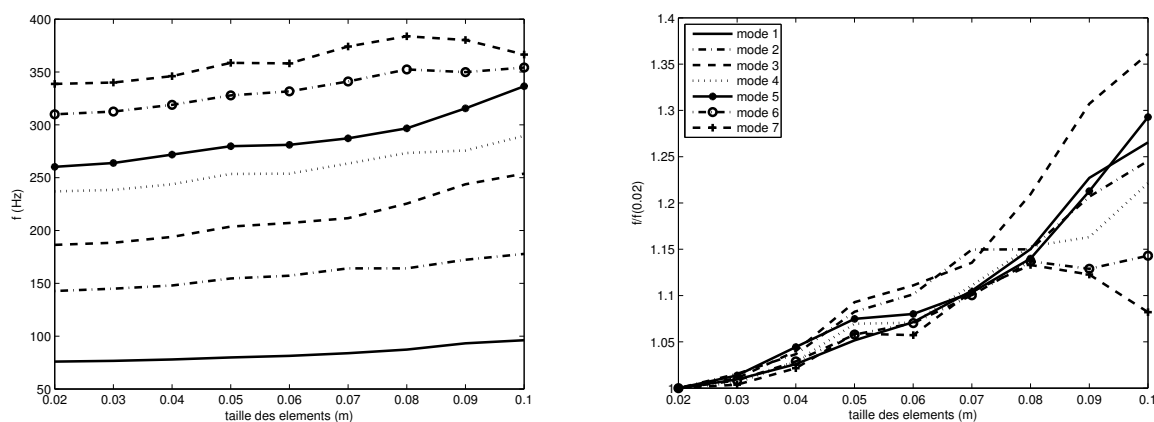 400
350
300
250
200
150
100
50
f (Hz)
0.02 0.03 0.04 0.05 0.06 0.07 0.08 0.09 0.1
taille des elements (m)
1.4
1.35
1.3
1.25
1.2
1.15
1.1
1.05
1
f/f(0.02)
mode 1
mode 2
mode 3
mode 4
mode 5
mode 6
mode 7
0.02 0.03 0.04 0.05 0.06 0.07 0.08 0.09 0.1
taille des elements (m)